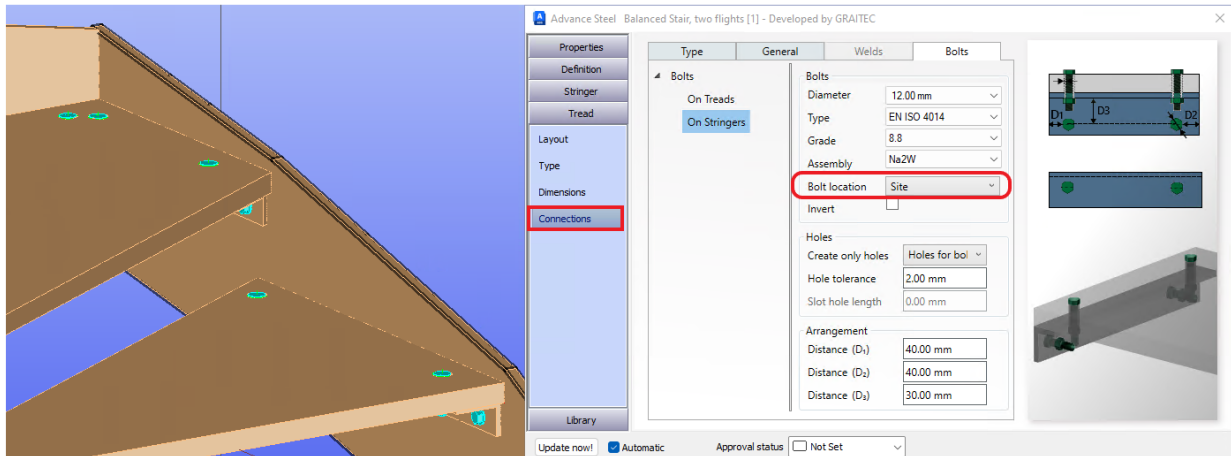 Advance Steel Balanced Stair, two flights [1] - Developed by GRAITEC
Properties
Definition
Stringer
Tread
Layout
Type
Dimensions
Connections
Library
Type General Welds Bolts
Bolts
On Treads
On Stringers
Bolts
Diameter 12.00 mm
Type EN ISO 4014
Grade 8.8
Assembly Na2W
Bolt location Site
Invert
Holes
Create only holes Holes for bol
Hole tolerance 2.00 mm
Slot hole length 0.00 mm
Arrangement
Distance (D₁) 40.00 mm
Distance (D₂) 40.00 mm
Distance (D₃) 30.00 mm
D1 D3 D2
Update now! Automatic Approval status Not Set